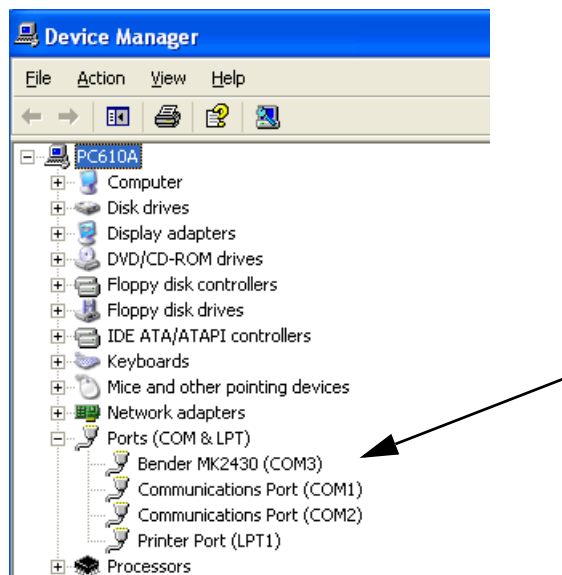 Device Manager
File Action View Help
PC610A
Computer
Disk drives
Display adapters
DVD/CD-ROM drives
Floppy disk controllers
Floppy disk drives
IDE ATA/ATAPI controllers
Keyboards
Mice and other pointing devices
Network adapters
Ports (COM & LPT)
Bender MK2430 (COM3)
Communications Port (COM1)
Communications Port (COM2)
Printer Port (LPT1)
Processors